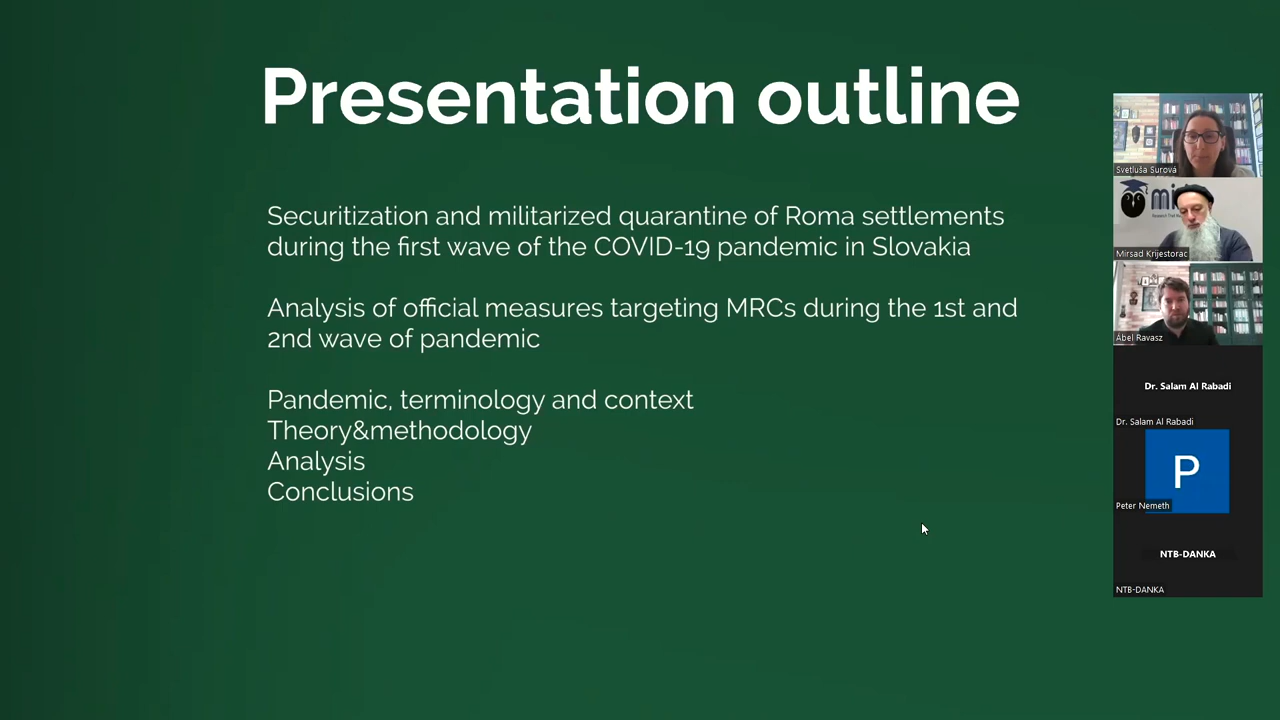 Presentation outline
Securitization and militarized quarantine of Roma settlements
during the first wave of the COVID-19 pandemic in Slovakia
Analysis of official measures targeting MRCs during the 1st and
2nd wave of pandemic
Pandemic, terminology and context
Theory&methodology
Analysis
Conclusions
Svetluša Surová
Mirsad Krijestorac
Ábel Ravasz
Dr. Salam Al Rabadi
Dr. Salam Al Rabadi
P
Peter Nemeth
NTB-DANKA
NTB-DANKA